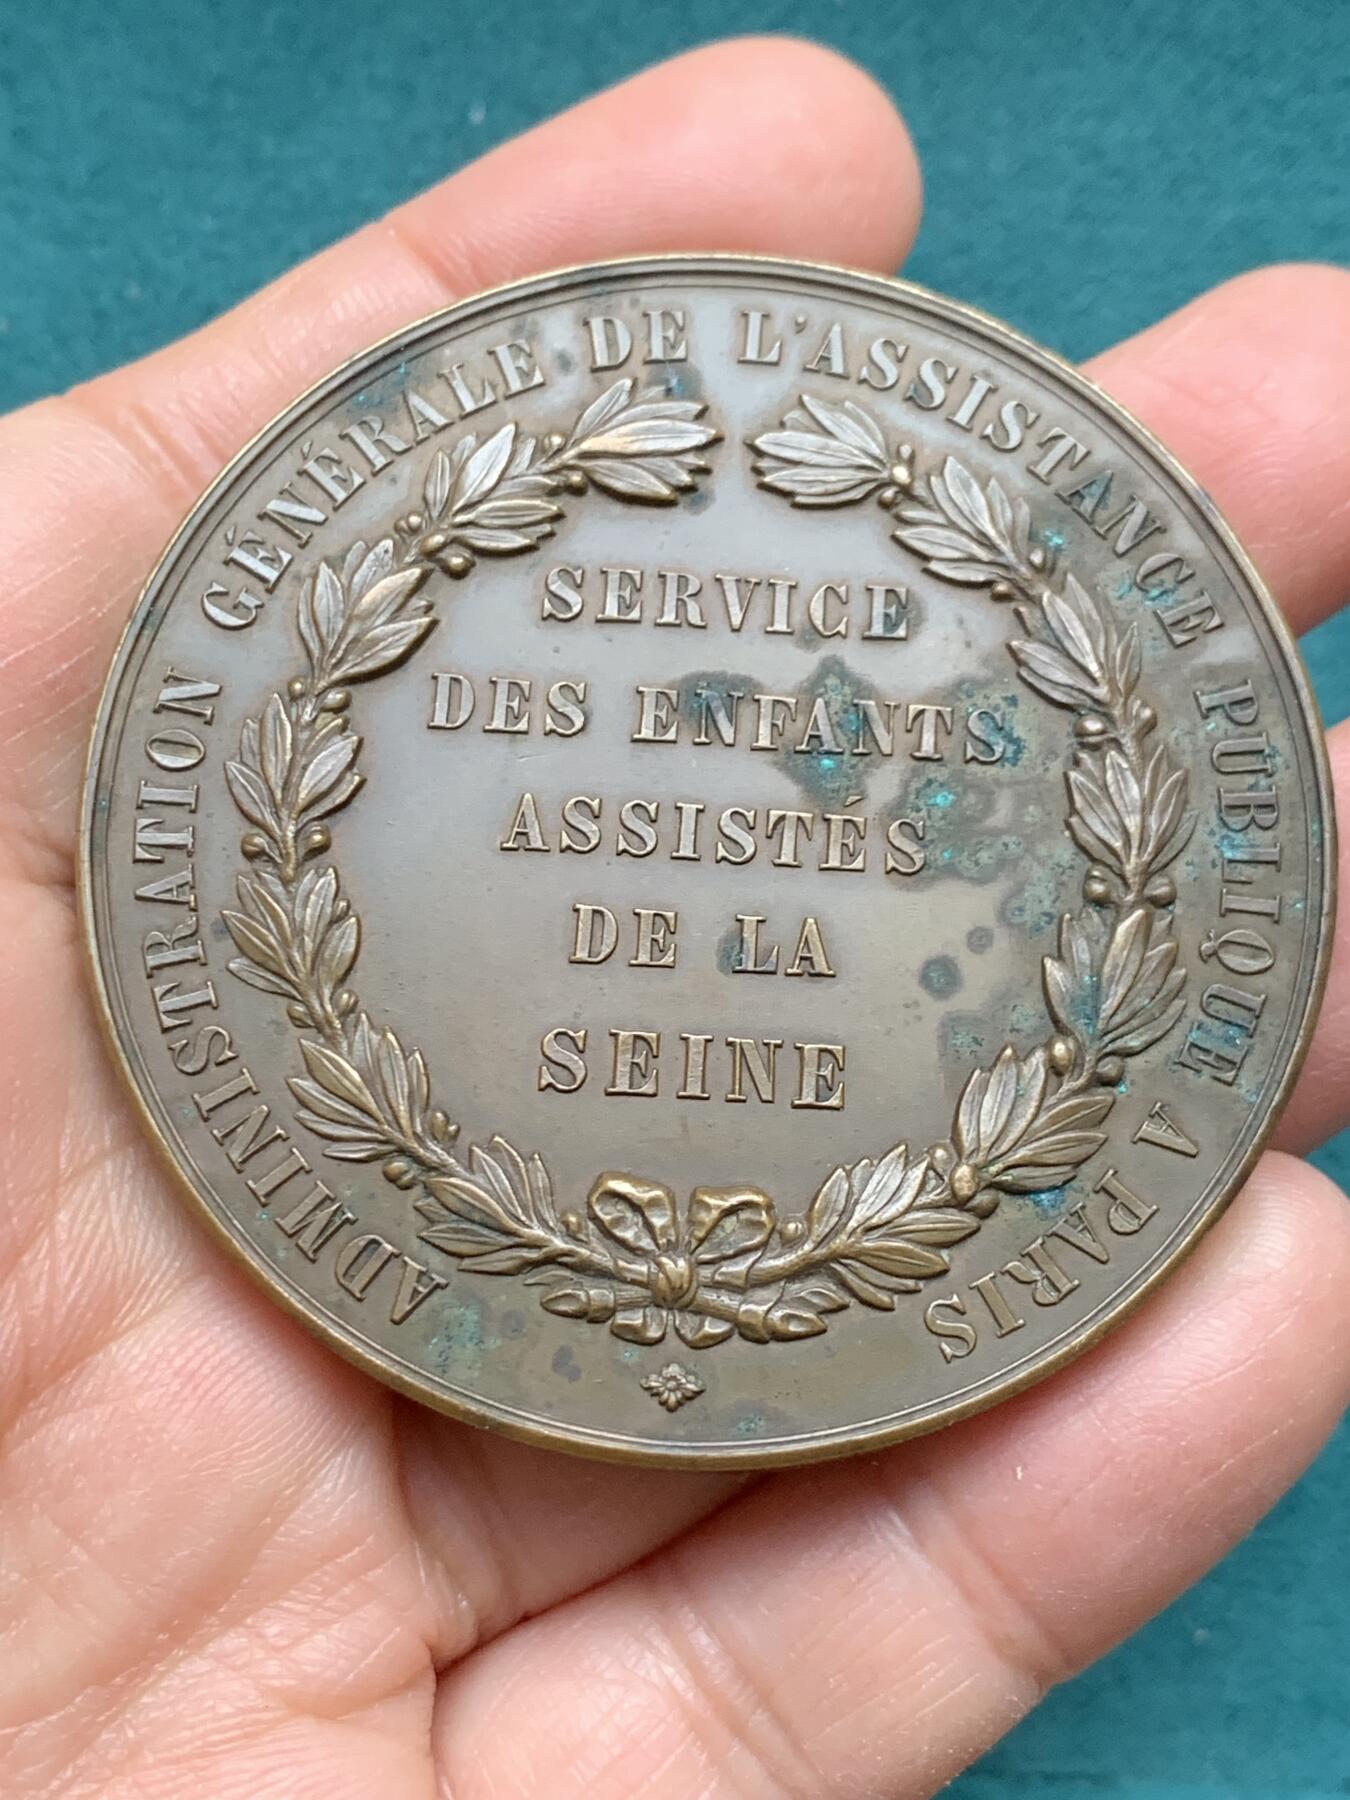 ADMINISTRATION GÉNÉRALE DE L'ASSISTANCE PUBLIQUE A PARIS
SERVICE
DES ENFANTS
ASSISTÉS
DE LA
SEINE